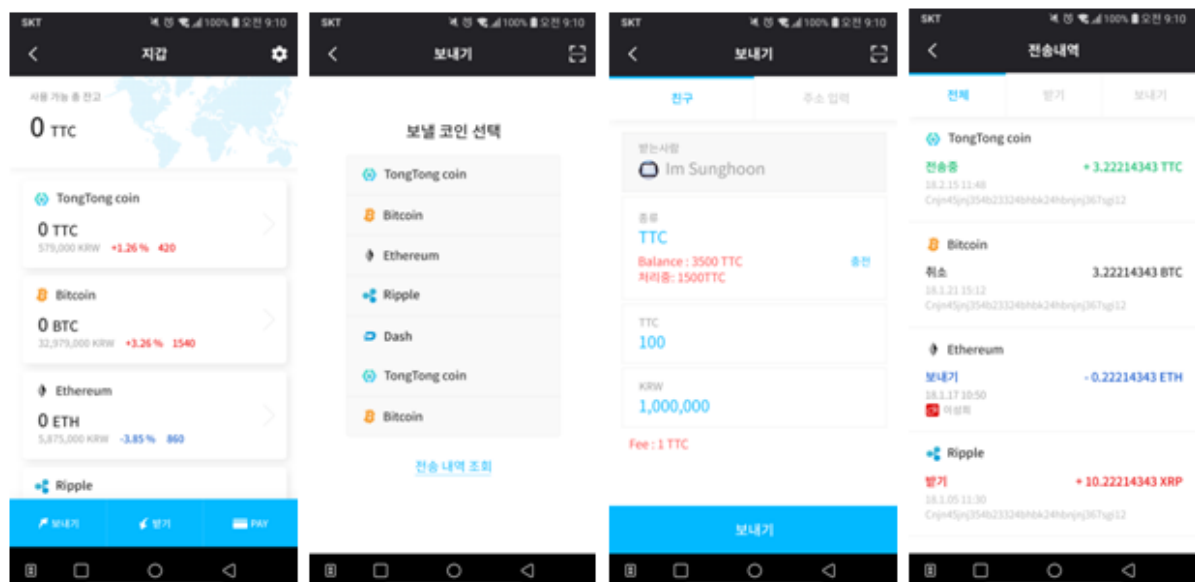 SKT 100% 오전 9:10
지갑
사용 가능 총 잔고
0 TTC
TongTong coin
0 TTC
579,000 KRW +1.26 % 420
Bitcoin
0 BTC
32,979,000 KRW +3.26 % 1540
Ethereum
0 ETH
5,875,000 KRW -3.85 % 860
Ripple
보내기 받기 PAY
SKT 100% 오전 9:10
보내기
보낼 코인 선택
TongTong coin
Bitcoin
Ethereum
Ripple
Dash
TongTong coin
Bitcoin
전송 내역 조회
SKT 100% 오전 9:10
보내기
친구 주소 입력
받는사람
Im Sunghoon
종류
TTC
Balance : 3500 TTC 충전
처리중: 1500TTC
TTC
100
KRW
1,000,000
Fee : 1 TTC
보내기
SKT 100% 오전 9:10
전송내역
전체 받기 보내기
TongTong coin
전송중 + 3.22214343 TTC
18.2.15 11:48
Cnjn45jnj354b23324bhbk24hbnjnj367sgi12
Bitcoin
취소 3.22214343 BTC
18.1.21 15:12
Cnjn45jnj354b23324bhbk24hbnjnj367sgi12
Ethereum
보내기 - 0.22214343 ETH
18.1.17 10:50
이성희
Ripple
받기 + 10.22214343 XRP
18.1.05 11:30
Cnjn45jnj354b23324bhbk24hbnjnj367sgi12